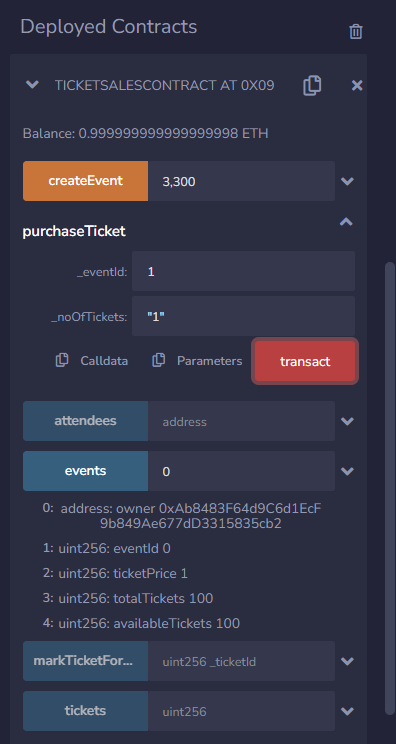 Deployed Contracts
TICKETSALESCONTRACT AT 0X09
Balance: 0.999999999999999998 ETH
createEvent 3,300
purchaseTicket
_eventId: 1
_noOfTickets: "1"
Calldata Parameters transact
attendees address
events 0
0: address: owner 0xAb8483F64d9C6d1EcF
9b849Ae677dD3315835cb2
1: uint256: eventId 0
2: uint256: ticketPrice 1
3: uint256: totalTickets 100
4: uint256: availableTickets 100
markTicketFor... uint256 _ticketId
tickets uint256